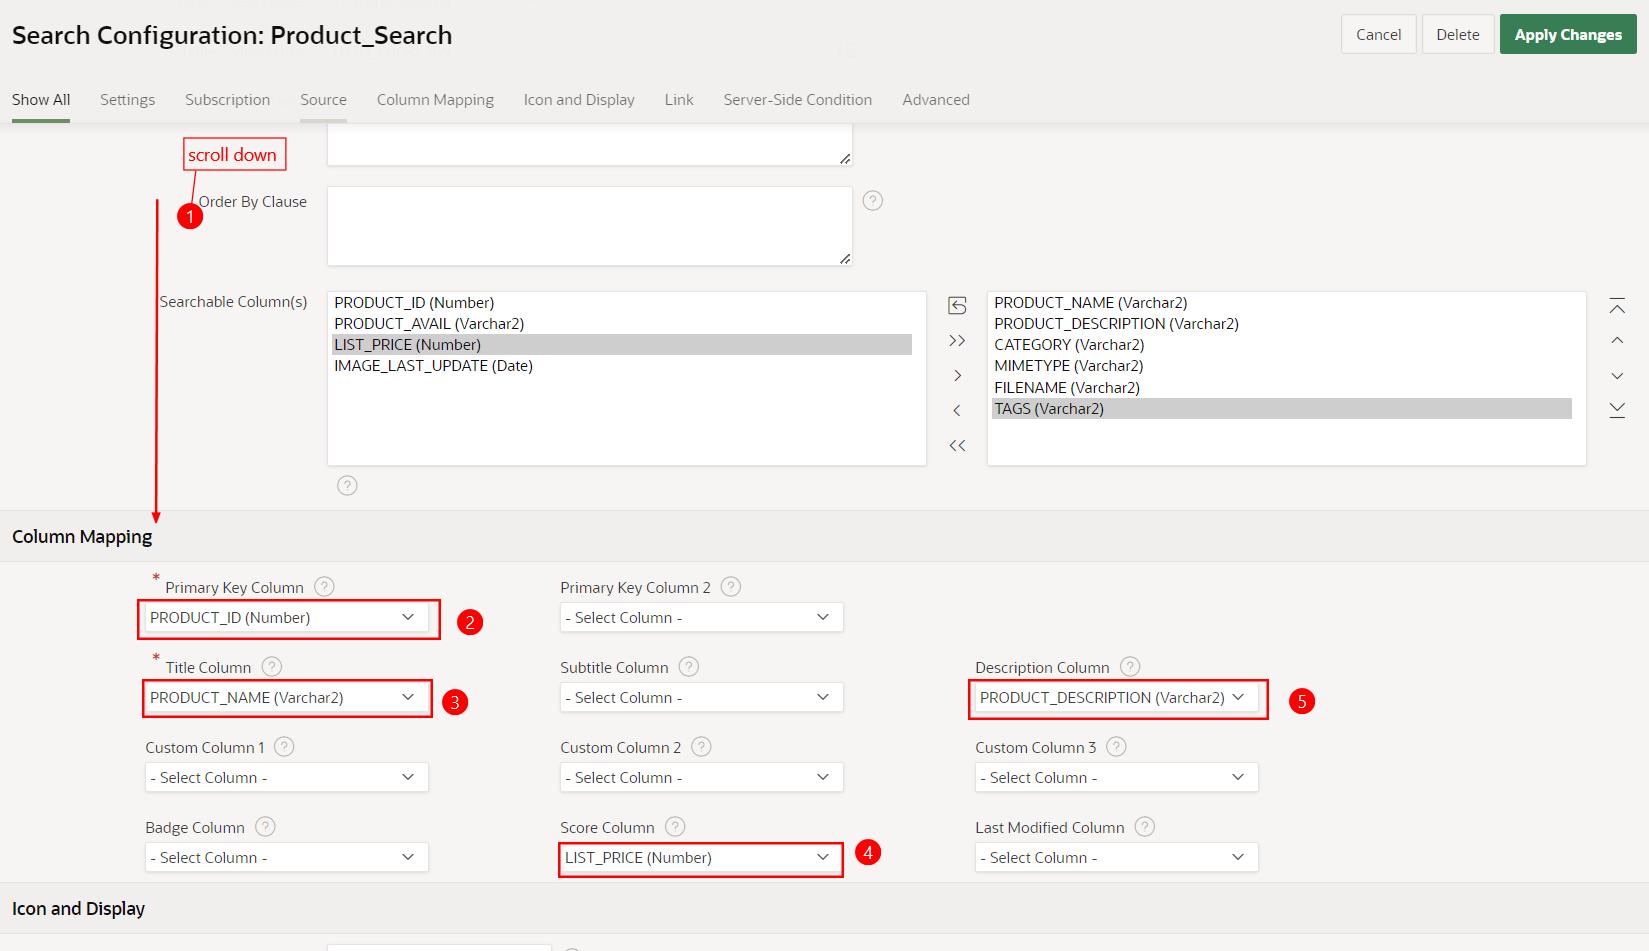 Search Configuration: Product_Search
Cancel
Delete
Apply Changes
Show All
Settings
Subscription
Source
Column Mapping
Icon and Display
Link
Server-Side Condition
Advanced
scroll down
1
Order By Clause
?
Searchable Column(s)
PRODUCT_ID (Number)
PRODUCT_AVAIL (Varchar2)
LIST_PRICE (Number)
IMAGE_LAST_UPDATE (Date)
PRODUCT_NAME (Varchar2)
PRODUCT_DESCRIPTION (Varchar2)
CATEGORY (Varchar2)
MIMETYPE (Varchar2)
FILENAME (Varchar2)
TAGS (Varchar2)
?
Column Mapping
* Primary Key Column ?
PRODUCT_ID (Number)
2
Primary Key Column 2 ?
- Select Column -
* Title Column ?
PRODUCT_NAME (Varchar2)
3
Subtitle Column ?
- Select Column -
Description Column ?
PRODUCT_DESCRIPTION (Varchar2)
5
Custom Column 1 ?
- Select Column -
Custom Column 2 ?
- Select Column -
Custom Column 3 ?
- Select Column -
Badge Column ?
- Select Column -
Score Column ?
LIST_PRICE (Number)
4
Last Modified Column ?
- Select Column -
Icon and Display